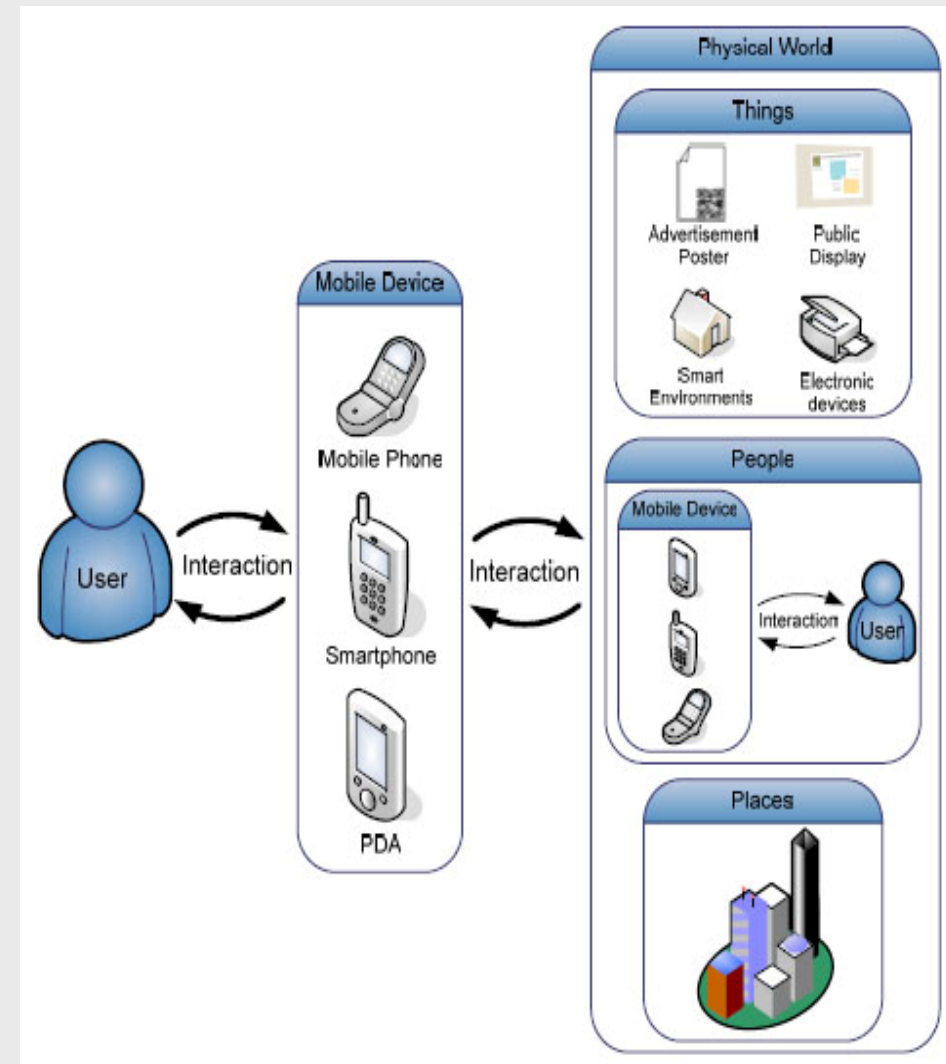 Physical World
Things
Advertisement
Poster
Public
Display
Smart
Environments
Electronic
devices
Mobile Device
Mobile Phone
Smartphone
PDA
User
Interaction
Interaction
People
Mobile Device
Interaction
User
Places